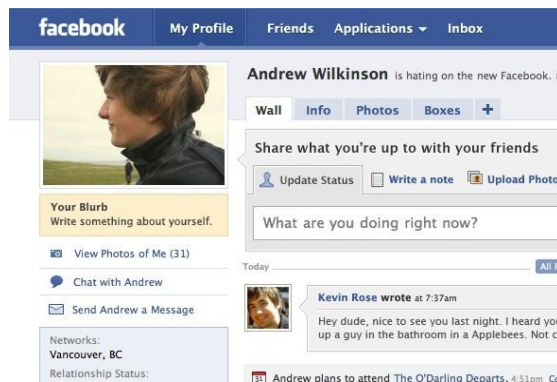 facebook My Profile Friends Applications Inbox
Andrew Wilkinson is hating on the new Facebook.
Wall Info Photos Boxes +
Share what you're up to with your friends
Update Status Write a note Upload Photo
What are you doing right now?
Your Blurb
Write something about yourself.
View Photos of Me (31)
Chat with Andrew
Send Andrew a Message
Networks:
Vancouver, BC
Relationship Status:
Today All
Kevin Rose wrote at 7:37am
Hey dude, nice to see you last night. I heard you
up a guy in the bathroom in a Applebees. Not
31 Andrew plans to attend The O'Darling Departs. 4:51pm